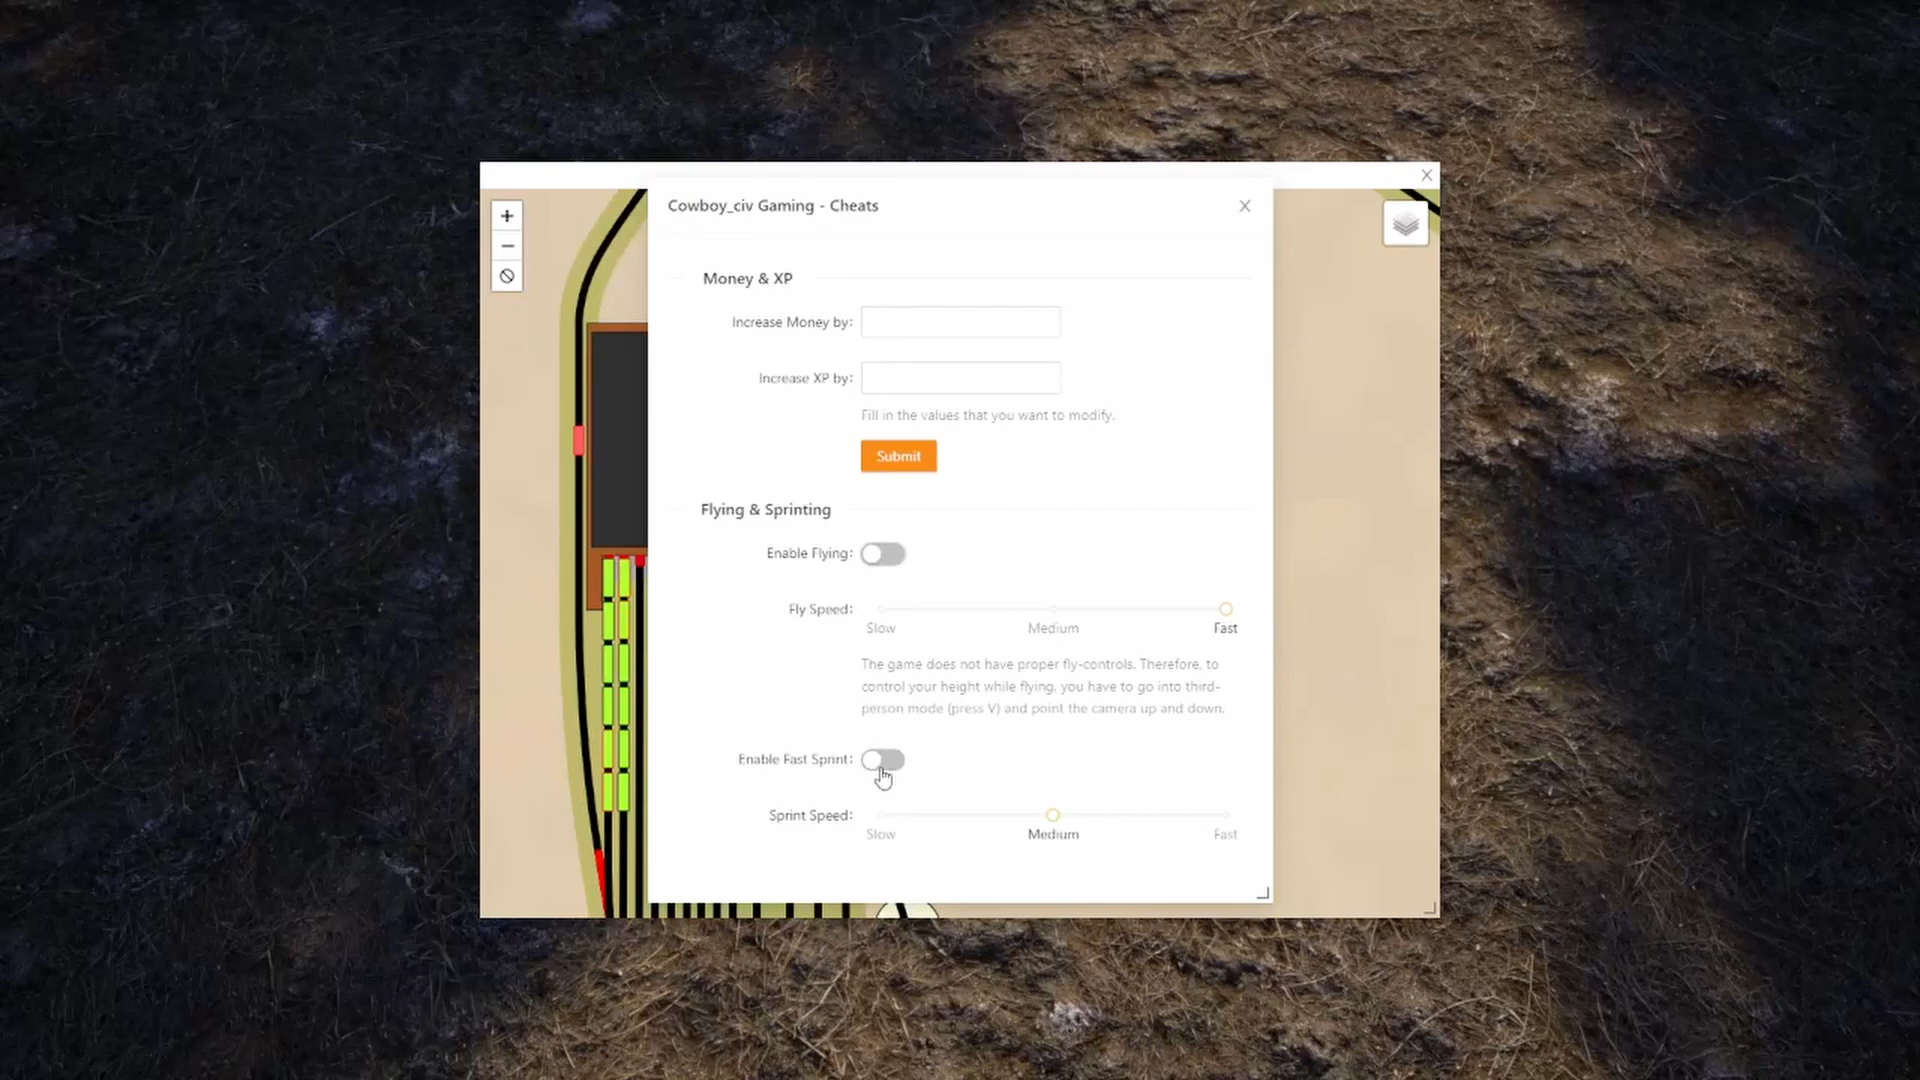 Cowboy_civ Gaming - Cheats
Money & XP
Increase Money by:
Increase XP by:
Fill in the values that you want to modify.
Submit
Flying & Sprinting
Enable Flying:
Fly Speed:
Slow Medium Fast
The game does not have proper fly-controls. Therefore, to
control your height while flying, you have to go into third-
person mode (press V) and point the camera up and down.
Enable Fast Sprint:
Sprint Speed:
Slow Medium Fast